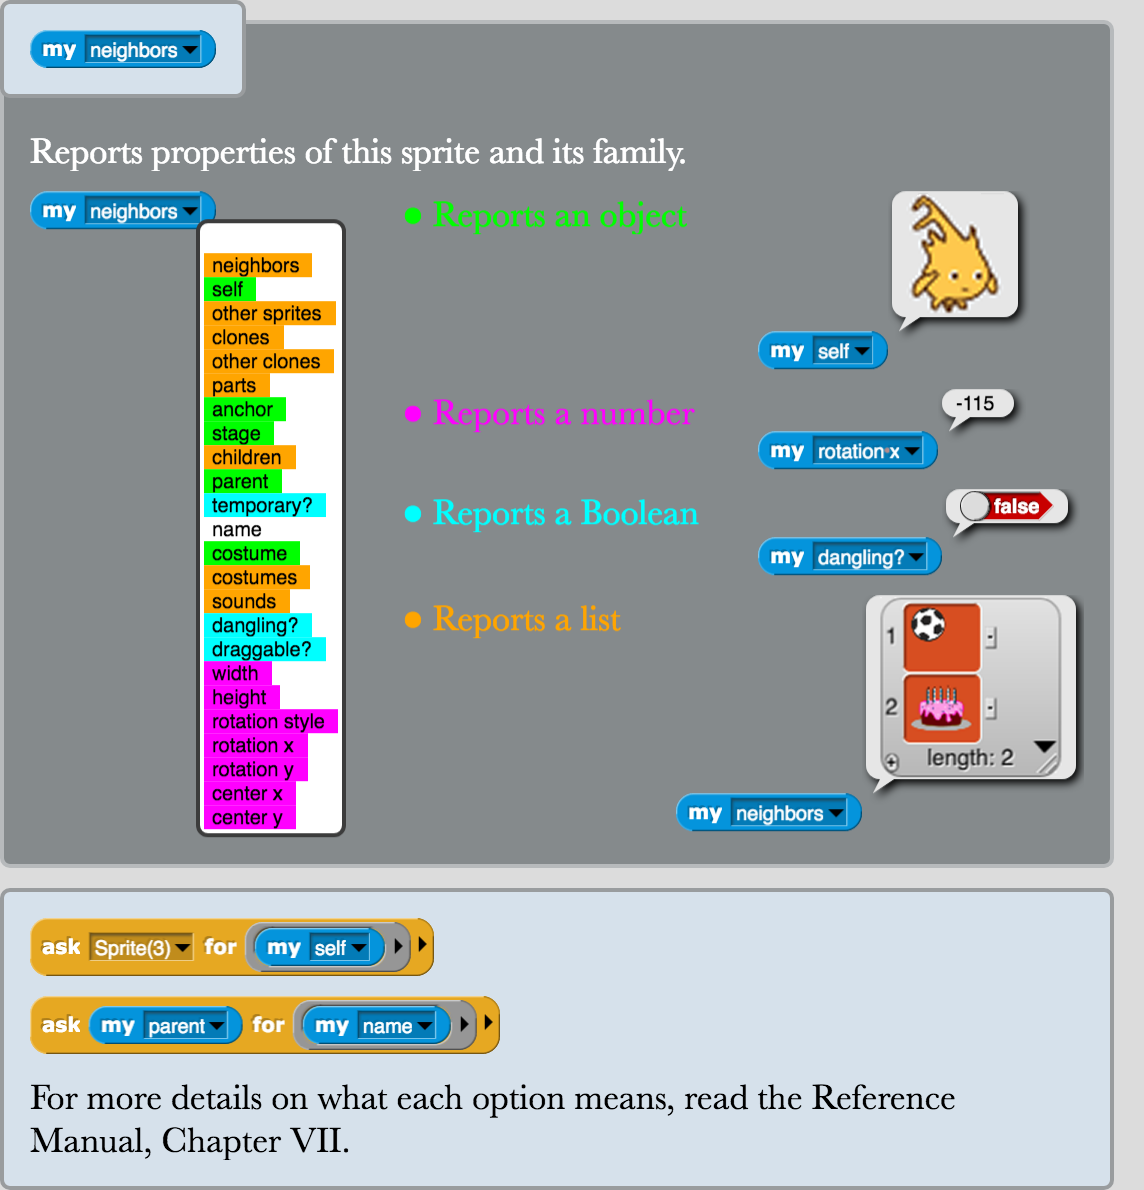 my neighbors
Reports properties of this sprite and its family.
my neighbors
neighbors
self
other sprites
clones
other clones
parts
anchor
stage
children
parent
temporary?
name
costume
costumes
sounds
dangling?
draggable?
width
height
rotation style
rotation x
rotation y
center x
center y
• Reports an object
my self
• Reports a number
-115
my rotation x
• Reports a Boolean
false
my dangling?
• Reports a list
1
2
length: 2
my neighbors
ask Sprite(3) for my self
ask my parent for my name
For more details on what each option means, read the Reference
Manual, Chapter VII.